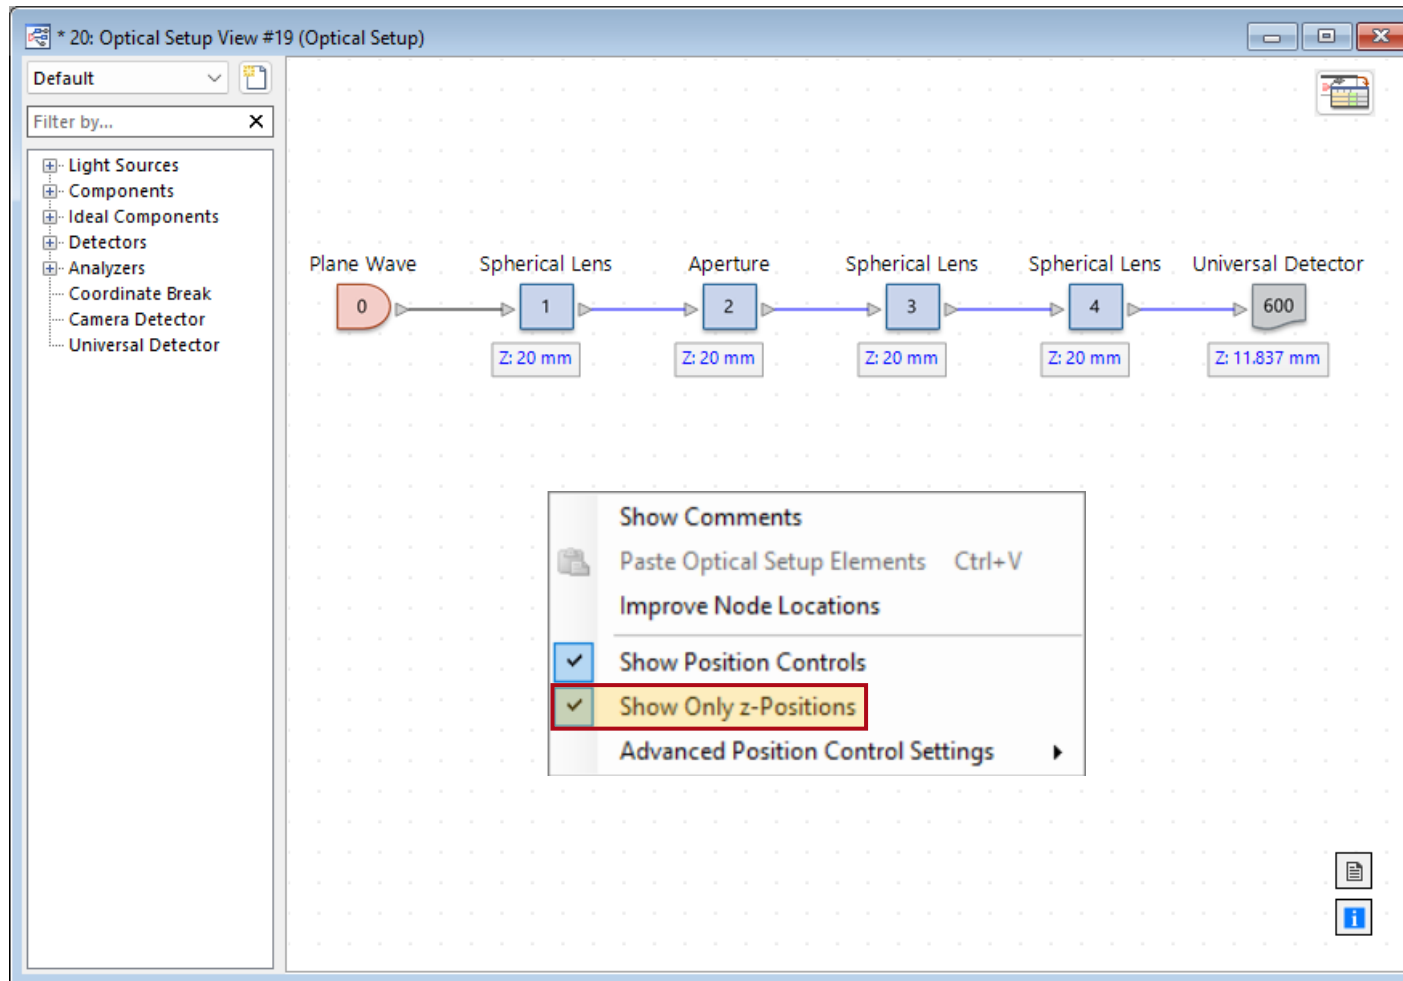 * 20: Optical Setup View #19 (Optical Setup)
Default
Filter by...
Light Sources
Components
Ideal Components
Detectors
Analyzers
Coordinate Break
Camera Detector
Universal Detector
Plane Wave Spherical Lens Aperture Spherical Lens Spherical Lens Universal Detector
0 1 2 3 4 600
Z: 20 mm Z: 20 mm Z: 20 mm Z: 20 mm Z: 11.837 mm
Show Comments
Paste Optical Setup Elements Ctrl+V
Improve Node Locations
Show Position Controls
Show Only z-Positions
Advanced Position Control Settings
i